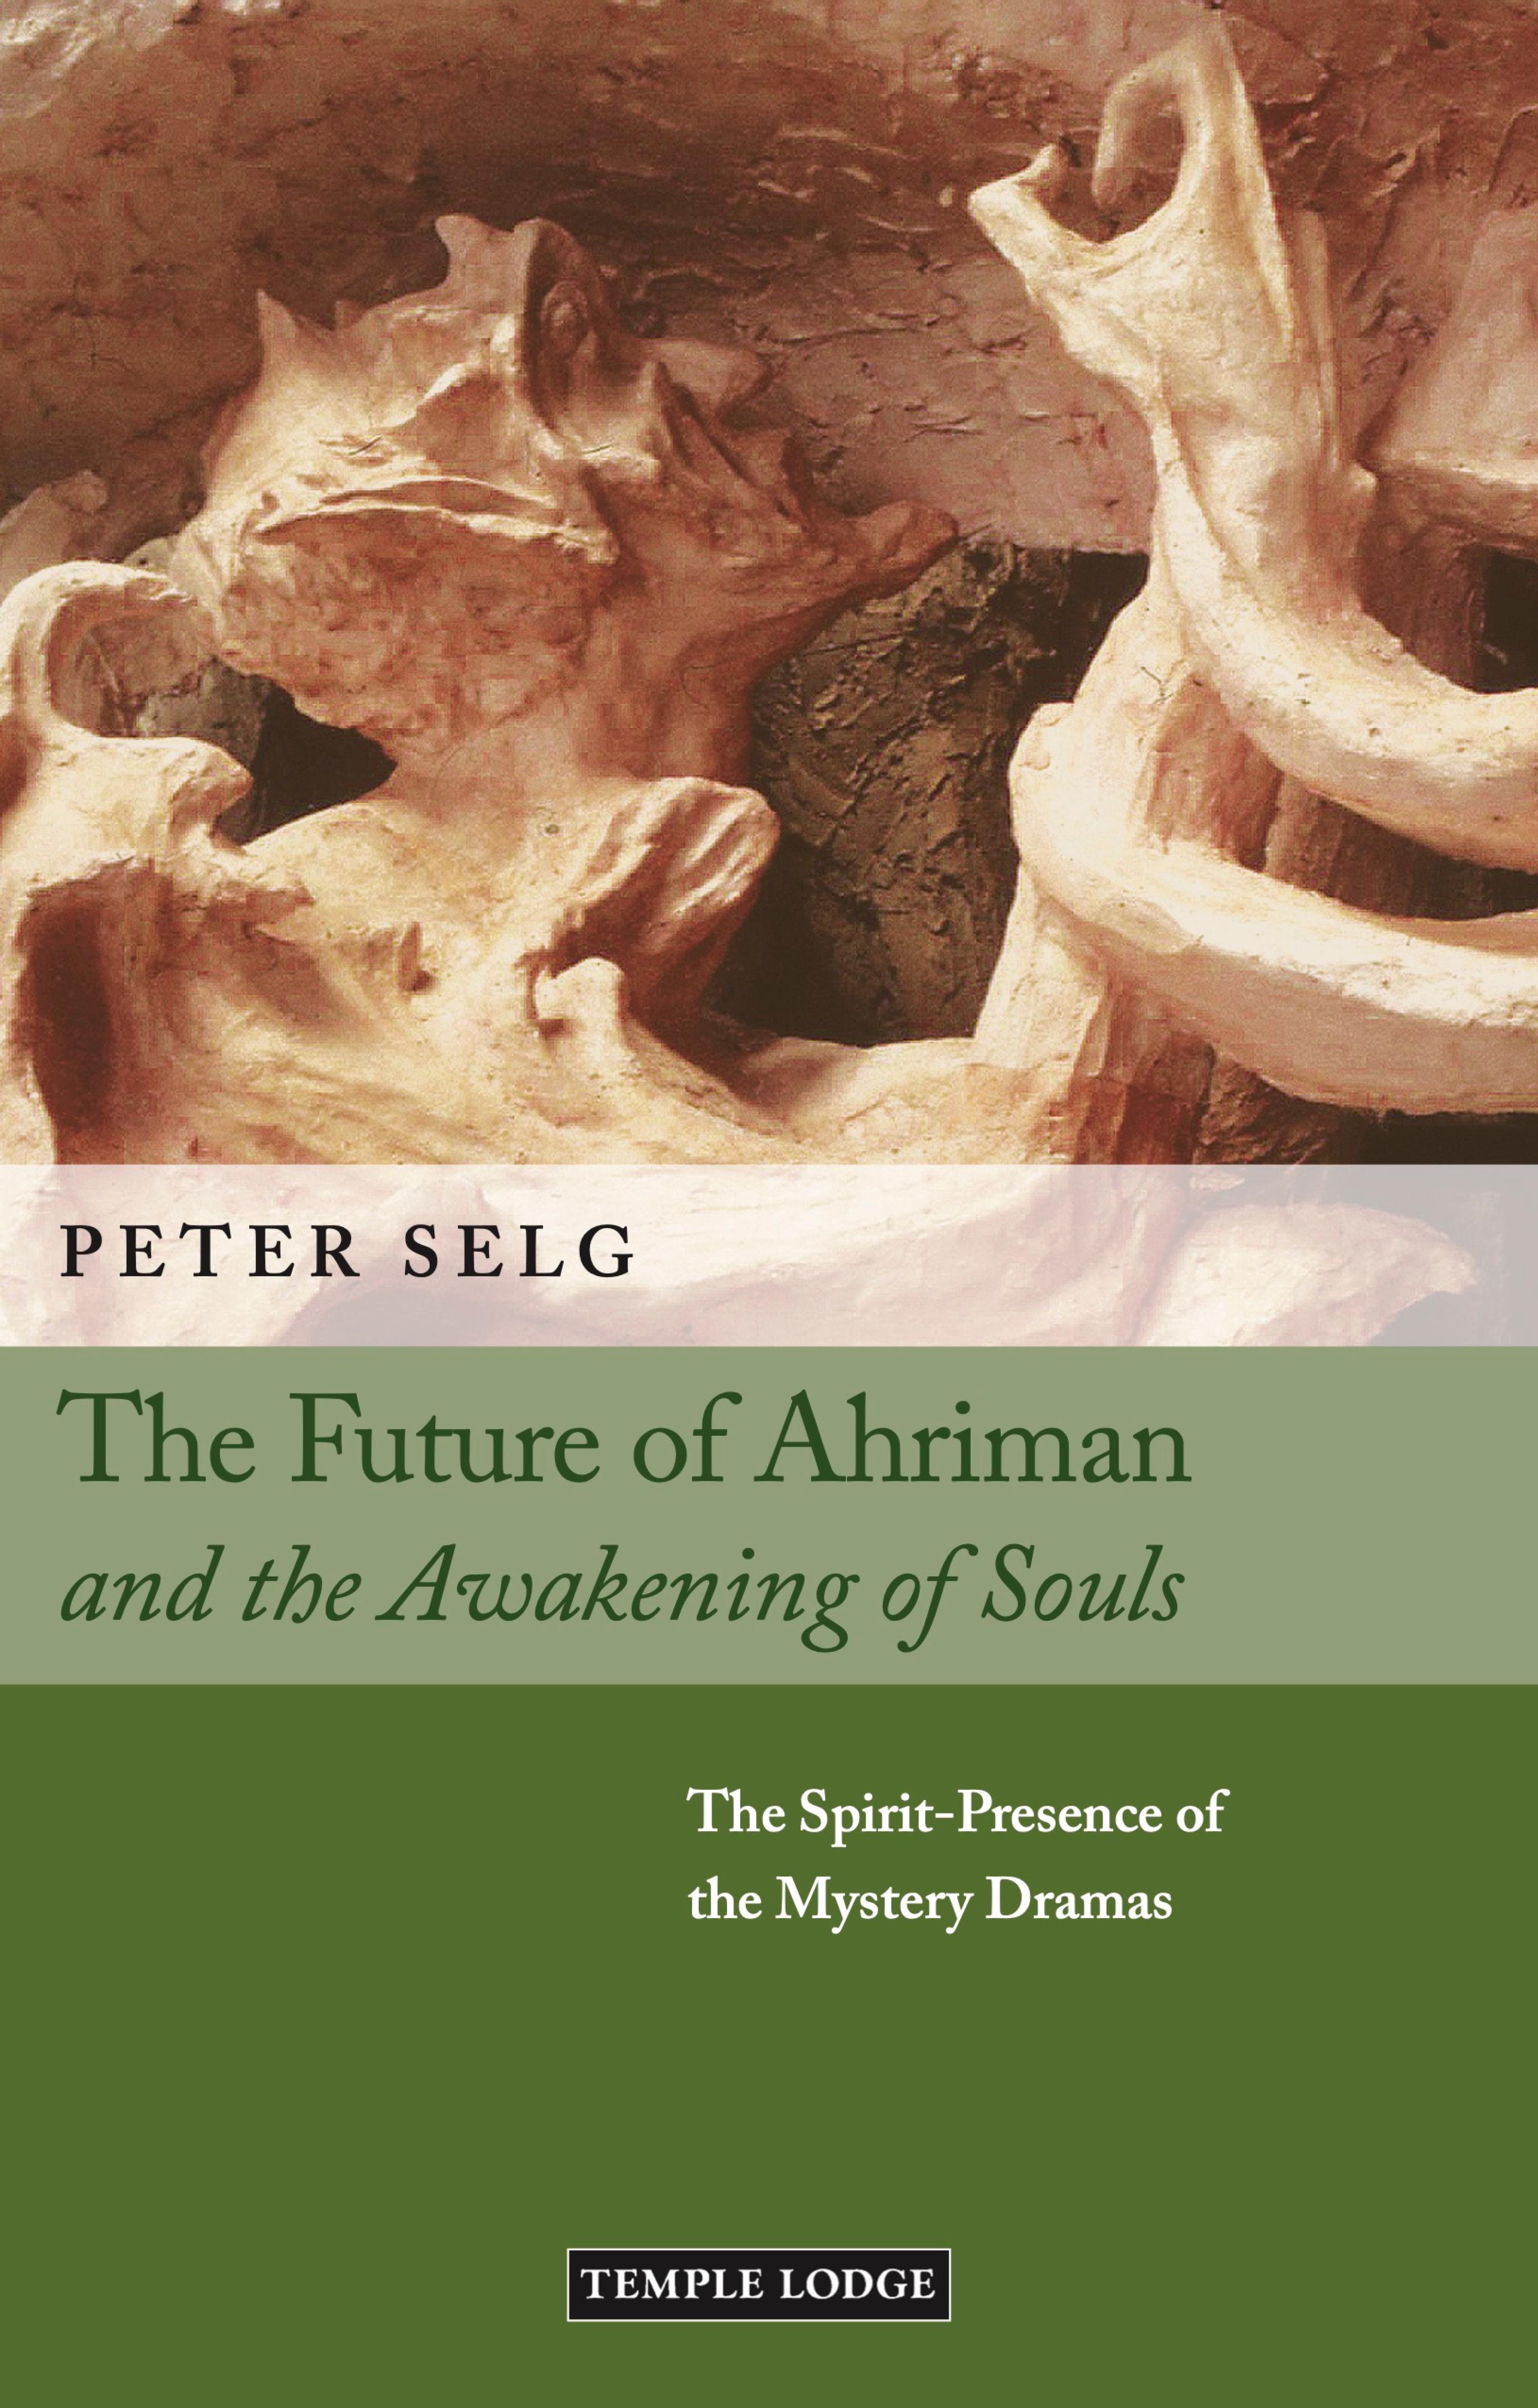 PETER SELG
The Future of Ahriman
and the Awakening of Souls
The Spirit-Presence of
the Mystery Dramas
TEMPLE LODGE